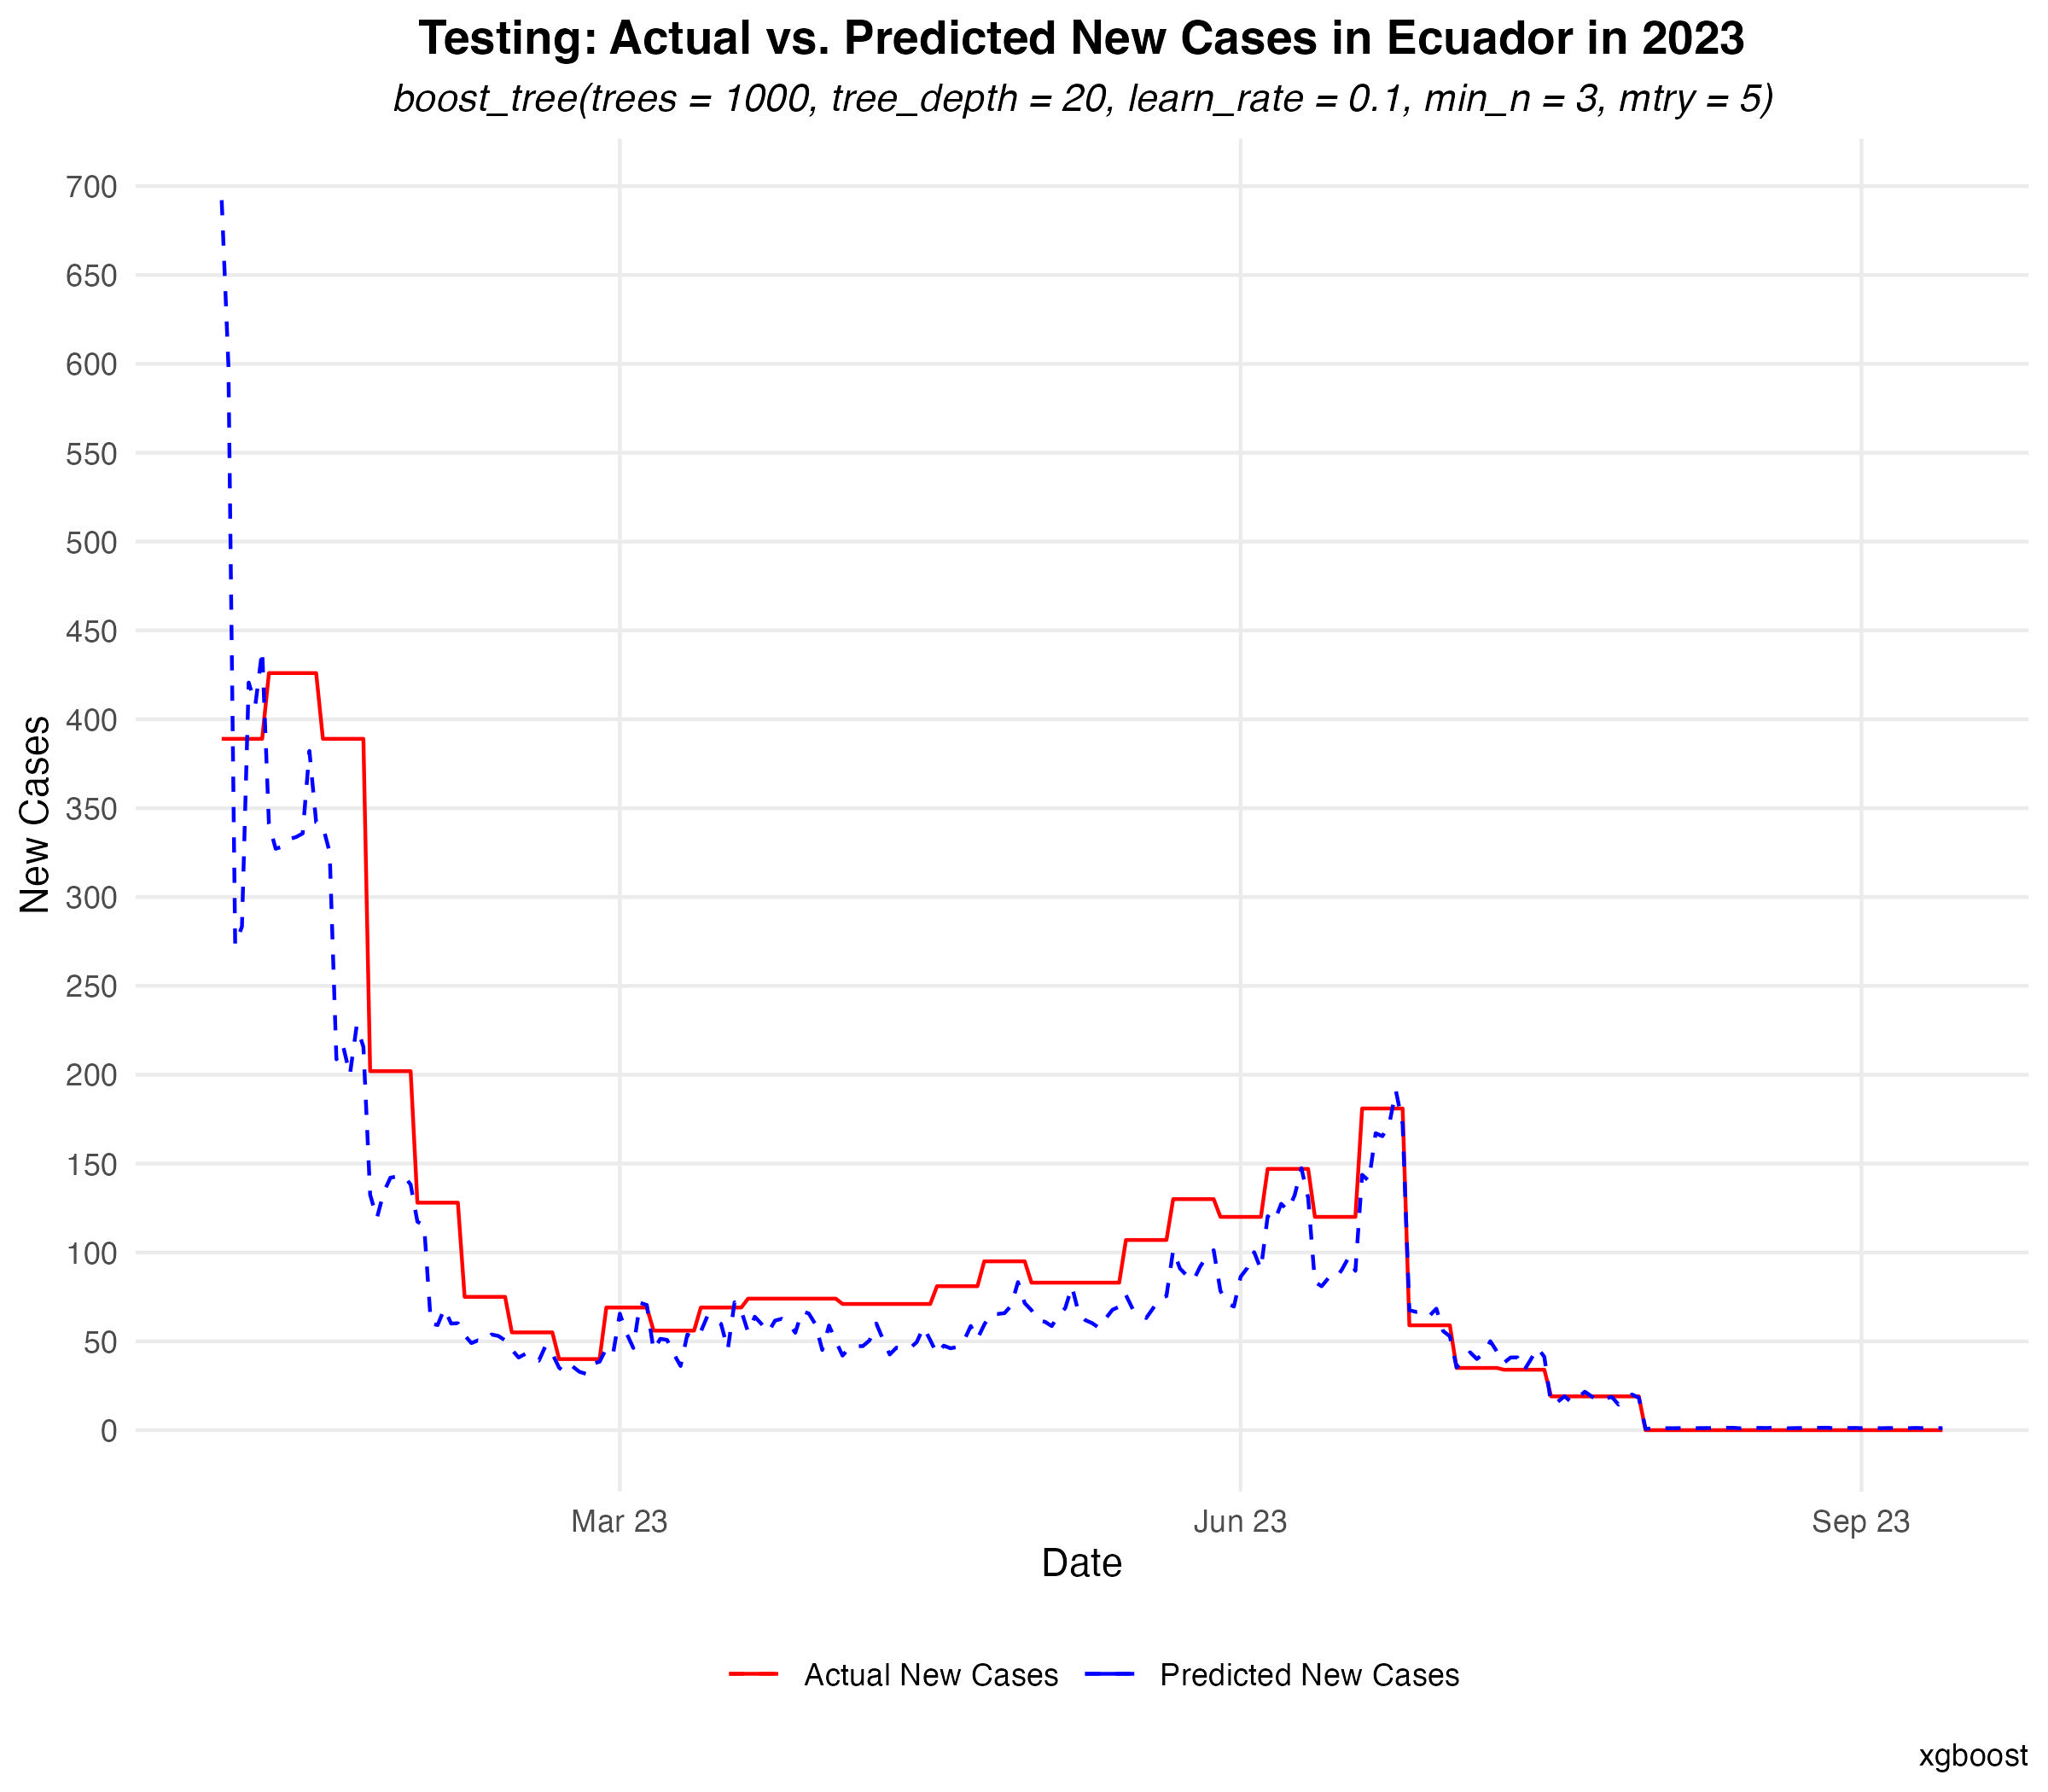 Testing: Actual vs. Predicted New Cases in Ecuador in 2023
boost_tree(trees = 1000, tree_depth = 20, learn_rate = 0.1, min_n = 3, mtry = 5)
New Cases
700
650
600
550
500
450
400
350
300
250
200
150
100
50
0
Mar 23
Jun 23
Sep 23
Date
Actual New Cases
Predicted New Cases
xgboost